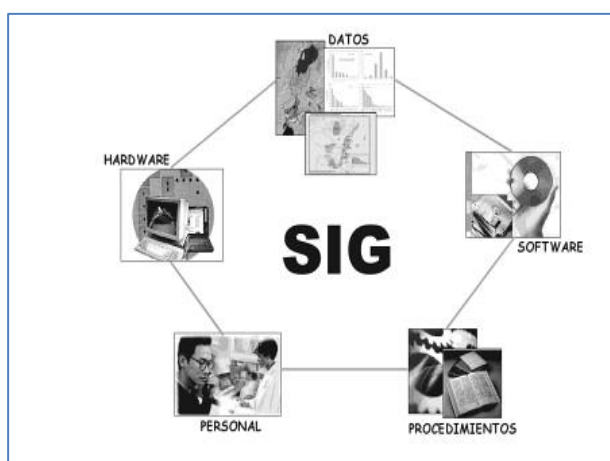 DATOS
HARDWARE
SOFTWARE
SIG
PERSONAL
PROCEDIMIENTOS